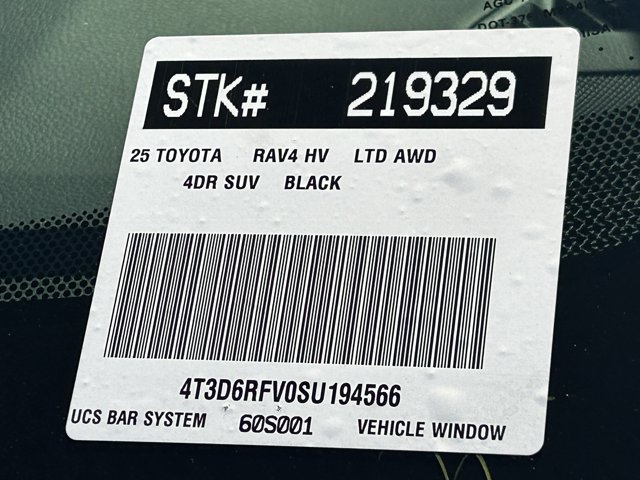 STK# 219329
25 TOYOTA RAV4 HV LTD AWD
4DR SUV BLACK
4T3D6RFV0SU194566
UCS BAR SYSTEM 60S001 VEHICLE WINDOW